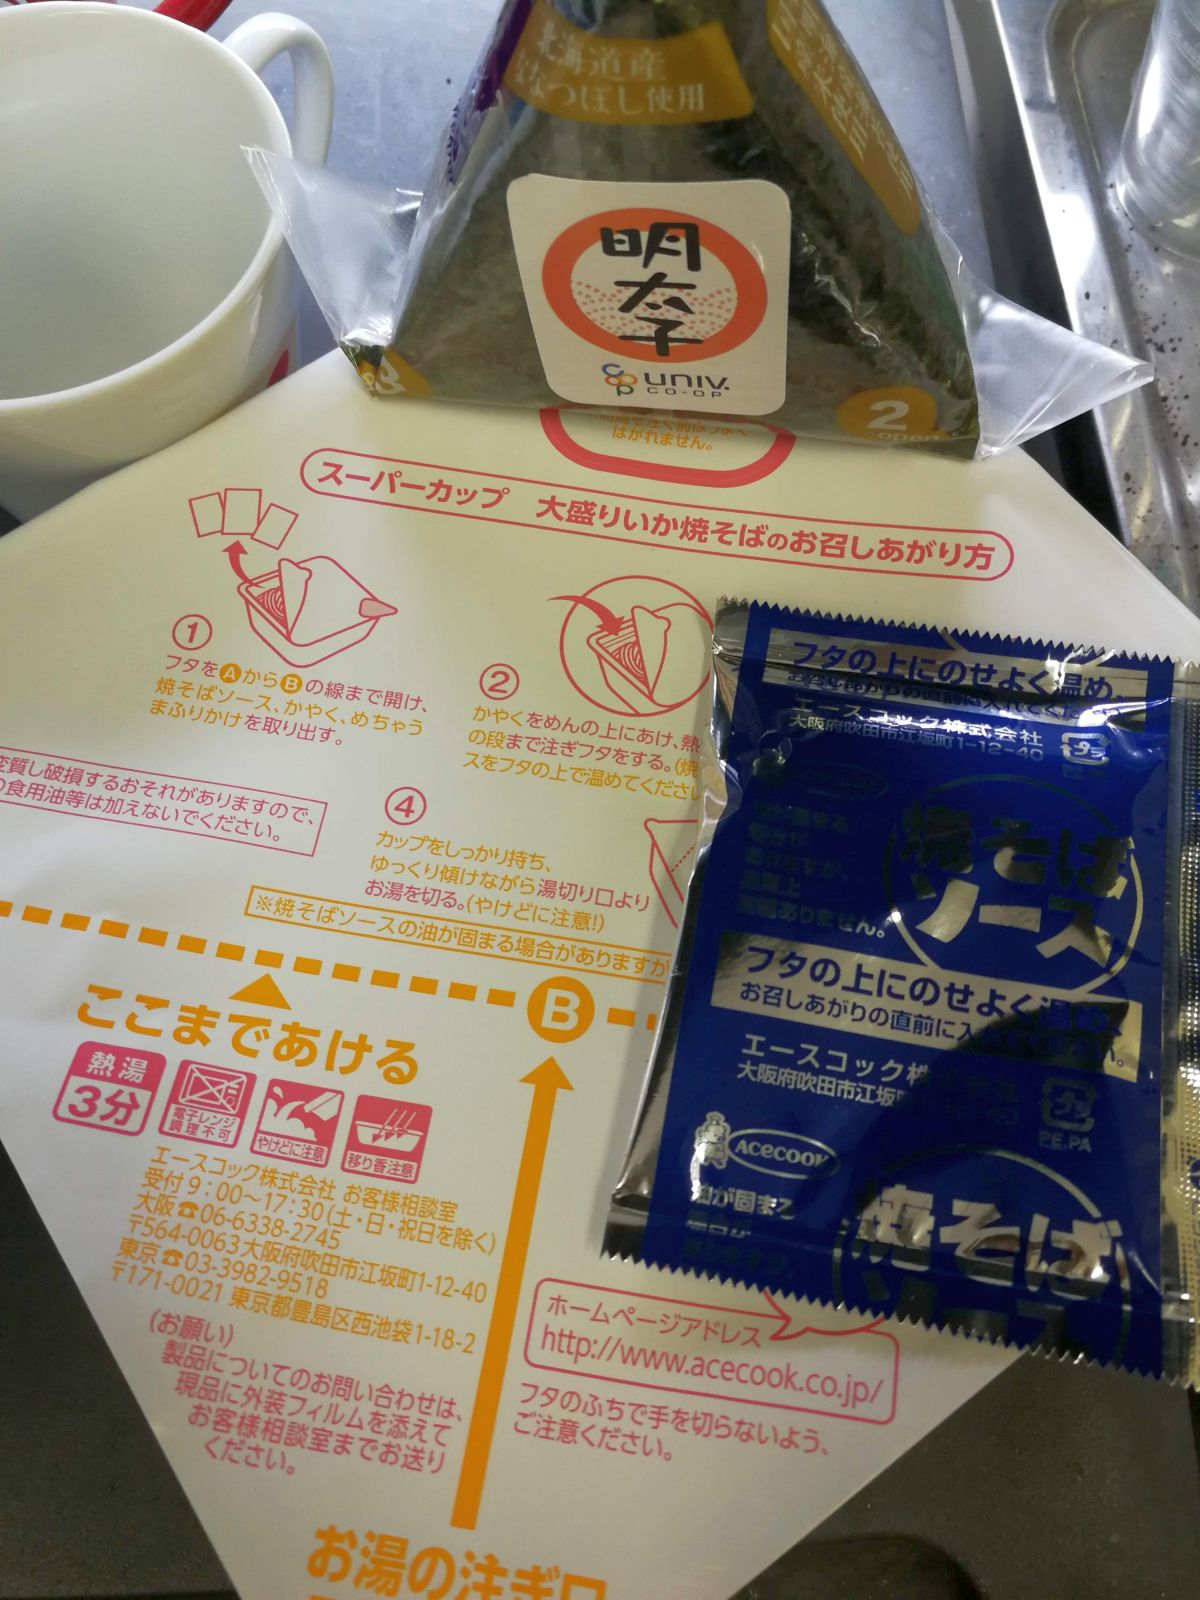 北海道産
ななつぼし使用
明太子
univ.
CO-OP
2
open
はがれません。
スーパーカップ 大盛りいか焼そばのお召しあがり方
①
フタをAからBの線まで開け、
焼そばソース、かやく、めちゃう
まふりかけを取り出す。
②
かやくをめんの上にあけ、熱
の段まで注ぎフタをする。(焼
スをフタの上で温めてください
変質し破損するおそれがありますので、
の食用油等は加えないでください。
④
カップをしっかり持ち、
ゆっくり傾けながら湯切り口より
お湯を切る。(やけどに注意!)
※焼そばソースの油が固まる場合がありますが
B
ここまであける
熱湯
3分
電子レンジ
調理不可
やけどに注意
移り香注意
エースコック株式会社 お客様相談室
受付 9:00〜17:30(土・日・祝日を除く)
大阪☎06-6338-2745
〒564-0063大阪府吹田市江坂町1-12-40
東京☎03-3982-9518
〒171-0021 東京都豊島区西池袋1-18-2
(お願い)
製品についてのお問い合わせは、
現品に外装フィルムを添えて
お客様相談室までお送り
ください。
ホームページアドレス
http://www.acecook.co.jp/
フタのふちで手を切らないよう、
ご注意ください。
お湯の注ぎ口
フタの上にのせよく温め、
エースコック株式会社
大阪府吹田市江坂町1-12-40
プラ
焼そば
ソース
フタの上にのせよく温め、
お召しあがりの直前に
エースコック株
大阪府吹田市江坂町
プラ
PE,PA
ACECOOK
油が固まる
焼そば